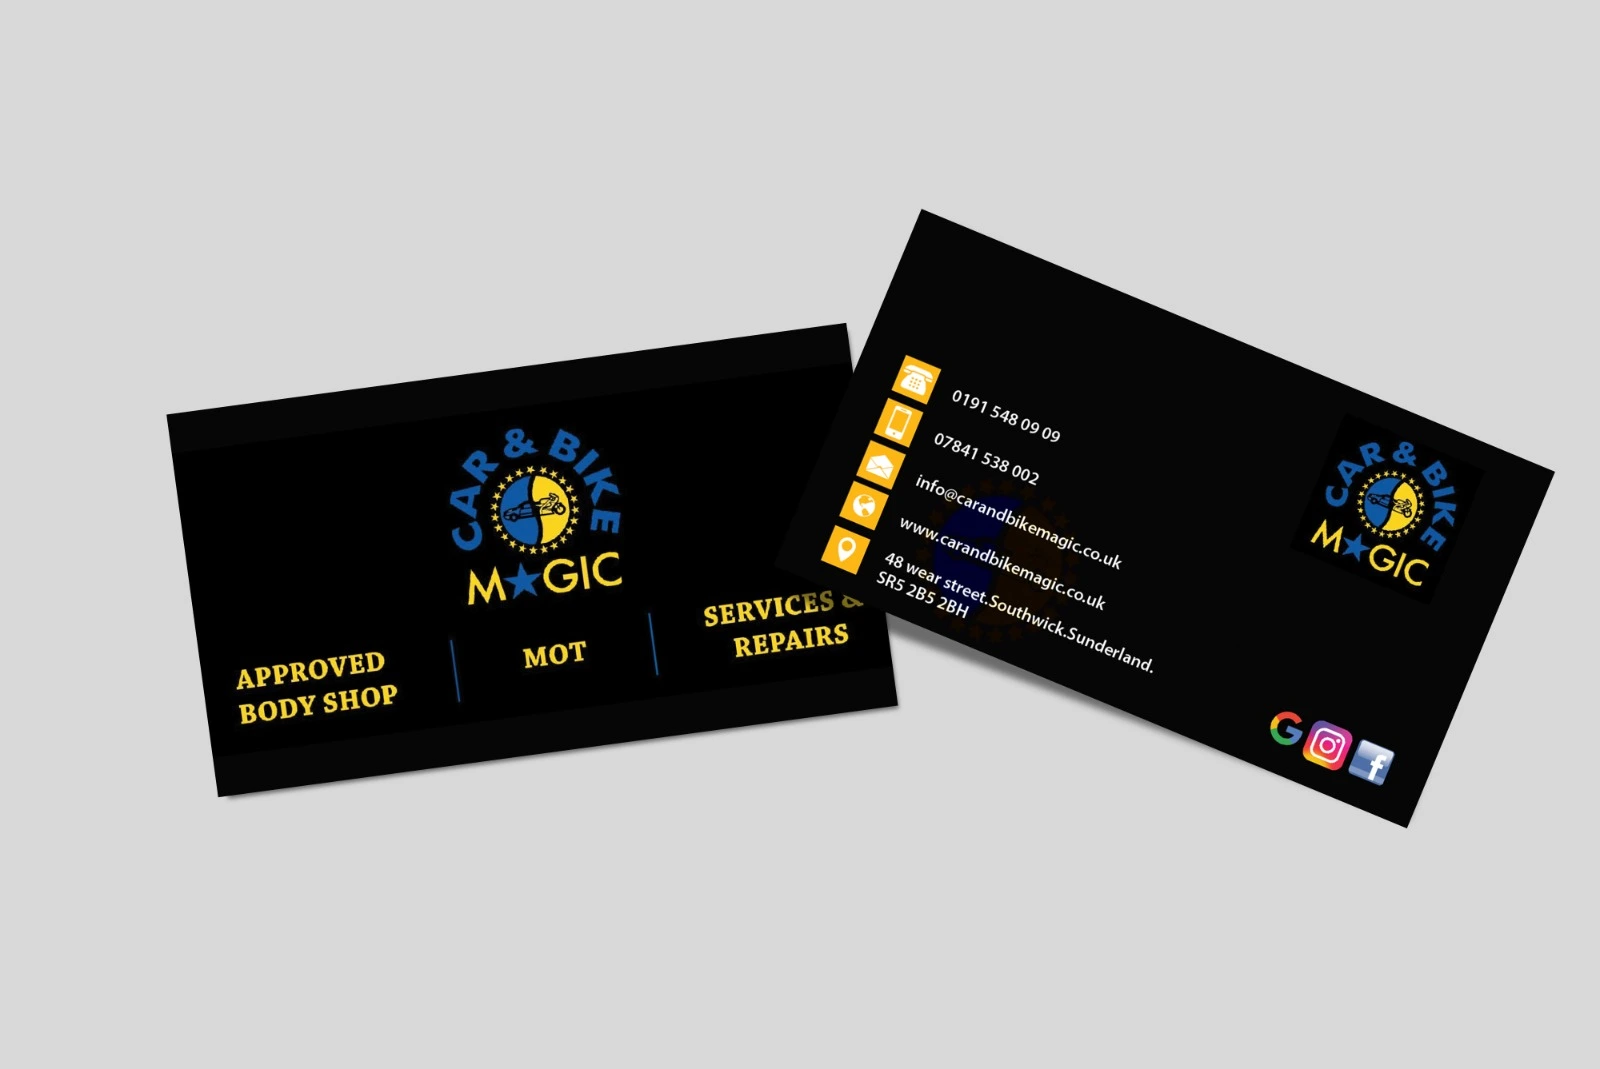 CAR & BIKE
M★GIC
APPROVED
BODY SHOP
MOT
SERVICES &
REPAIRS
0191 548 09 09
07841 538 002
info@carandbikemagic.co.uk
www.carandbikemagic.co.uk
48 wear street.Southwick.Sunderland.
SR5 2B5 2BH
CAR & BIKE
M★GIC